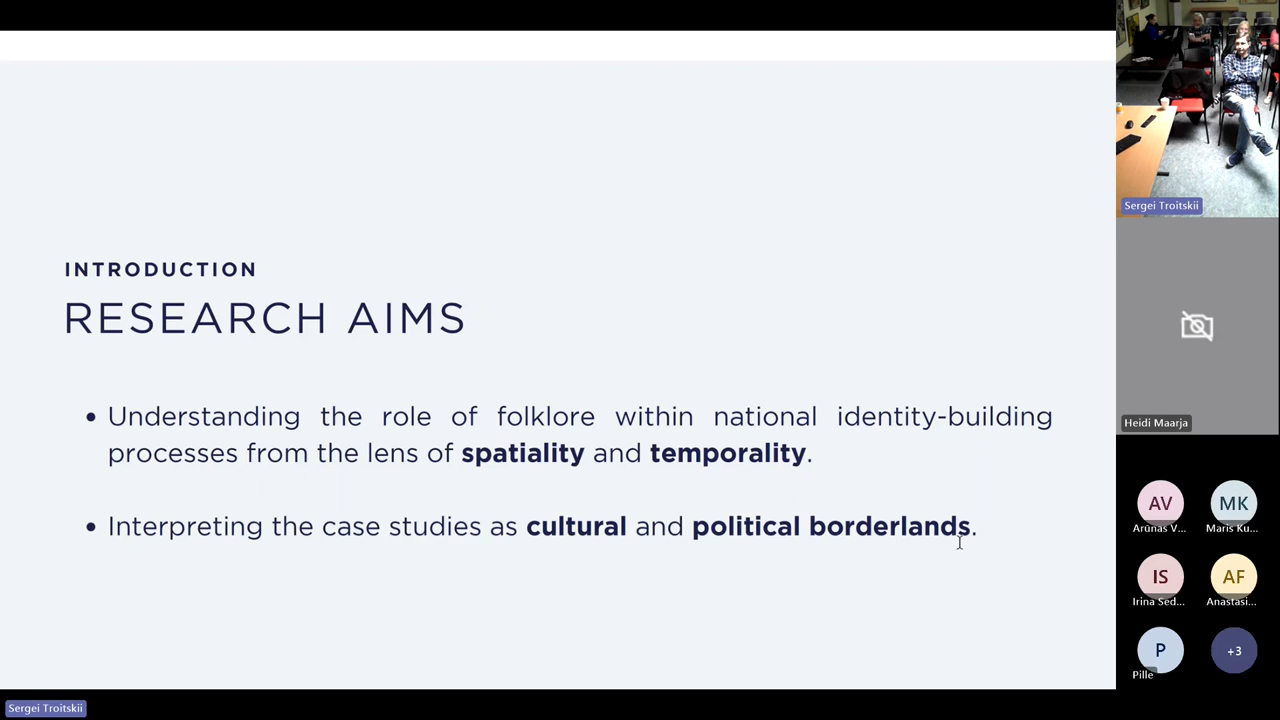 INTRODUCTION
RESEARCH AIMS
• Understanding the role of folklore within national identity-building
processes from the lens of spatiality and temporality.
• Interpreting the case studies as cultural and political borderlands.
Sergei Troitskii
Heidi Maarja
AV
MK
Arūnas V...
Maris Ku...
IS
AF
Irina Sed...
Anastasi...
P
+3
Pille
Sergei Troitskii